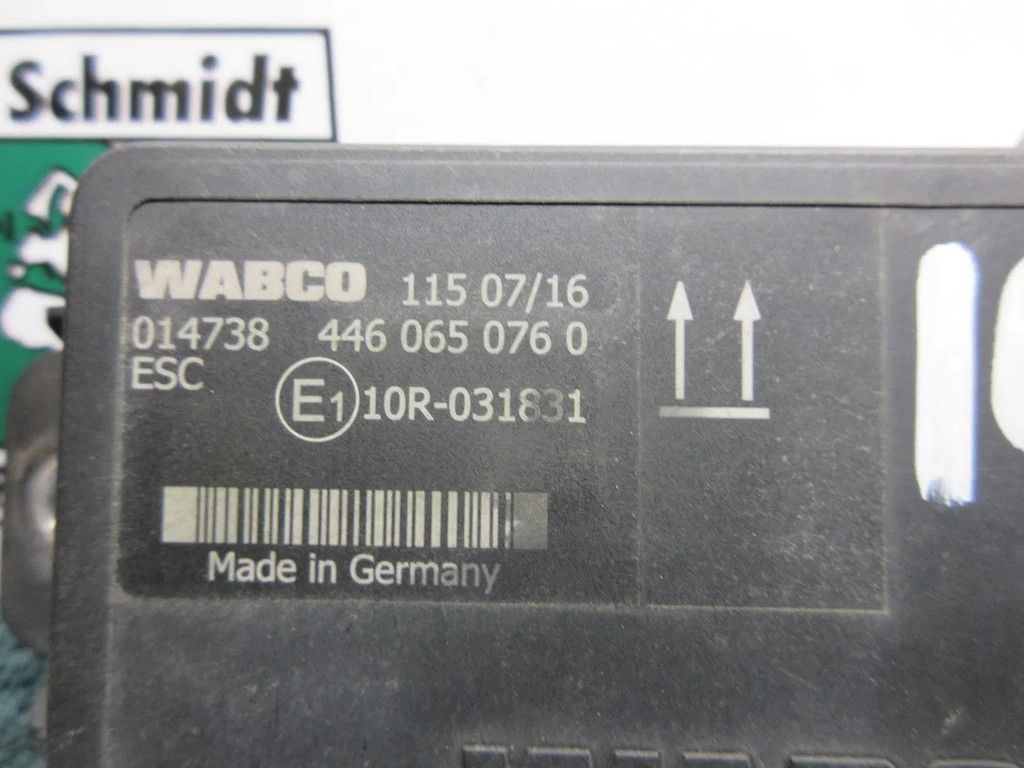 Schmidt
WABCO 115 07/16
014738 446 065 076 0
ESC
E1 10R-031831
Made in Germany